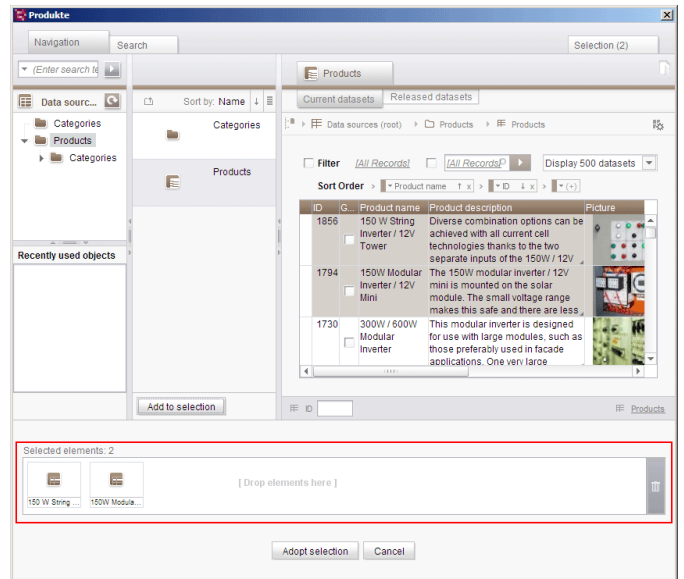 Produkte
Navigation
Search
Selection (2)
(Enter search te
Products
Data sourc...
Sort by: Name
Current datasets
Released datasets
Categories
Products
Categories
Categories
Products
Data sources (root)
Products
Products
Filter
[All Records]
[All Records]
Display 500 datasets
Sort Order
Product name ↑ x
ID ↓ x
(+)
ID
G...
Product name
Product description
Picture
1856
150 W String
Inverter / 12V
Tower
Diverse combination options can be
achieved with all current cell
technologies thanks to the two
separate inputs of the 150W / 12V
1794
150W Modular
Inverter / 12V
Mini
The 150W modular inverter / 12V
mini is mounted on the solar
module. The small voltage range
makes this safe and there are less
1730
300W / 600W
Modular
Inverter
This modular inverter is designed
for use with large modules, such as
those preferably used in facade
applications. One very large
Recently used objects
Add to selection
ID
Products
Selected elements: 2
150 W String ...
150W Modula...
[ Drop elements here ]
Adopt selection
Cancel